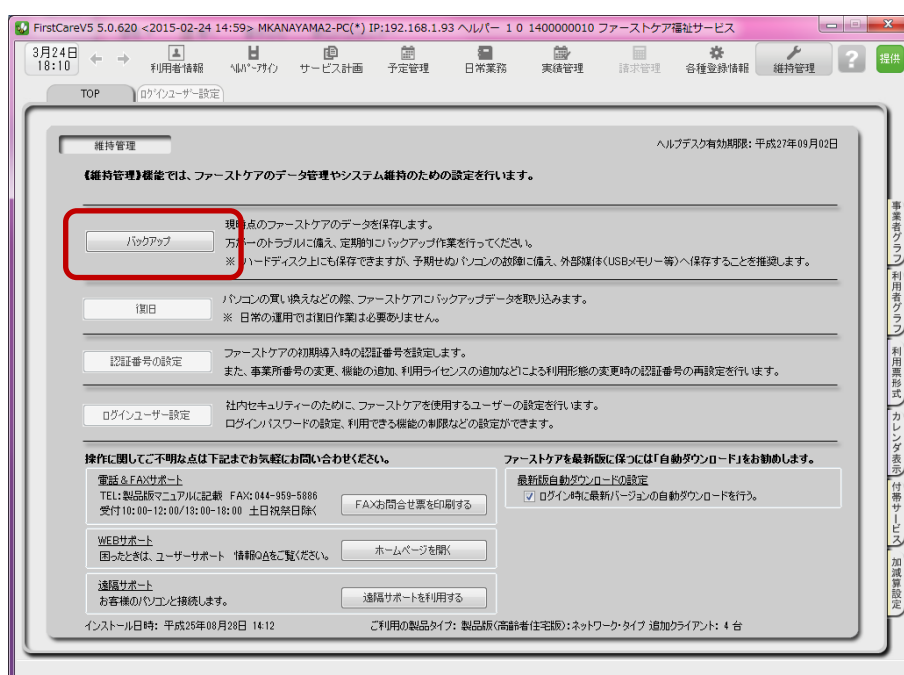 FirstCareV5 5.0.620 <2015-02-24 14:59> MKANAYAMA2-PC(*) IP:192.168.1.93 ヘルパー 1 0 1400000010 ファーストケア福祉サービス
3月24日
18:10
利用者情報
ﾍﾙﾊﾟｰｱｻｲﾝ
サービス計画
予定管理
日常業務
実績管理
請求管理
各種登録情報
維持管理
?
提供
TOP
ﾛｸﾞｲﾝユーザー設定
維持管理
ヘルプデスク有効期限: 平成27年09月02日
《維持管理》機能では、ファーストケアのデータ管理やシステム維持のための設定を行います。
バックアップ
現時点のファーストケアのデータを保存します。
万が一のトラブルに備え、定期的にバックアップ作業を行ってください。
※ ハードディスク上にも保存できますが、予期せぬパソコンの故障に備え、外部媒体(USBメモリー等)へ保存することを推奨します。
復旧
パソコンの買い換えなどの際、ファーストケアにバックアップデータを取り込みます。
※ 日常の運用では復旧作業は必要ありません。
認証番号の設定
ファーストケアの初期導入時の認証番号を設定します。
また、事業所番号の変更、機能の追加、利用ライセンスの追加などによる利用形態の変更時の認証番号の再設定を行います。
ログインユーザー設定
社内セキュリティーのために、ファーストケアを使用するユーザーの設定を行います。
ログインパスワードの設定、利用できる機能の制限などの設定ができます。
操作に関してご不明な点は下記までお気軽にお問い合わせください。
電話＆FAXサポート
TEL:製品版マニュアルに記載 FAX:044-959-5886
受付10:00-12:00/13:00-18:00 土日祝祭日除く
FAXお問合せ票を印刷する
WEBサポート
困ったときは、ユーザーサポート 情報QAをご覧ください。
ホームページを開く
遠隔サポート
お客様のパソコンと接続します。
遠隔サポートを利用する
ファーストケアを最新版に保つには「自動ダウンロード」をお勧めします。
最新版自動ダウンロードの設定
ログイン時に最新バージョンの自動ダウンロードを行う。
インストール日時: 平成25年08月28日 14:12
ご利用の製品タイプ: 製品版(高齢者住宅版):ネットワーク・タイプ 追加クライアント: 4 台
事業者グラフ
利用者グラフ
利用票形式
カレンダ表示
付帯サービス
加減算設定